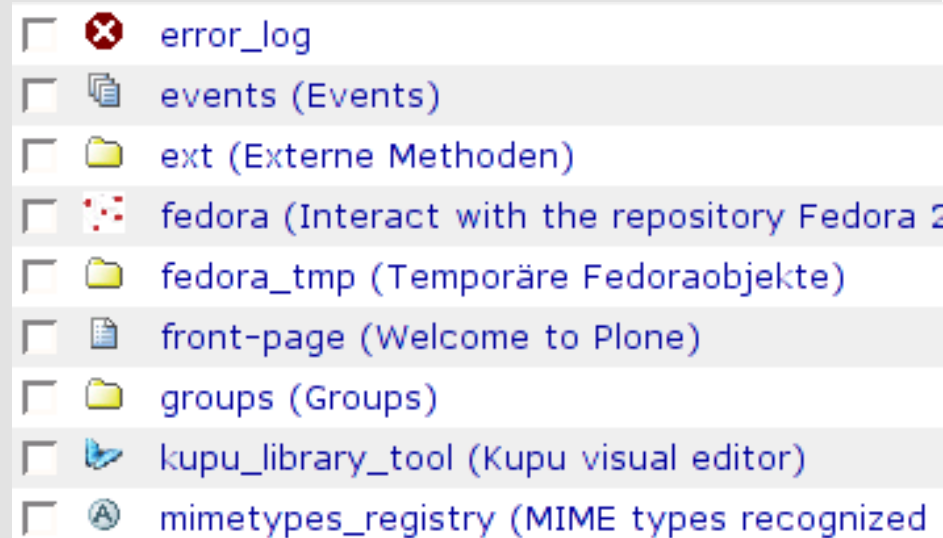 error_log
events (Events)
ext (Externe Methoden)
fedora (Interact with the repository Fedora 2
fedora_tmp (Temporäre Fedoraobjekte)
front-page (Welcome to Plone)
groups (Groups)
kupu_library_tool (Kupu visual editor)
mimetypes_registry (MIME types recognized